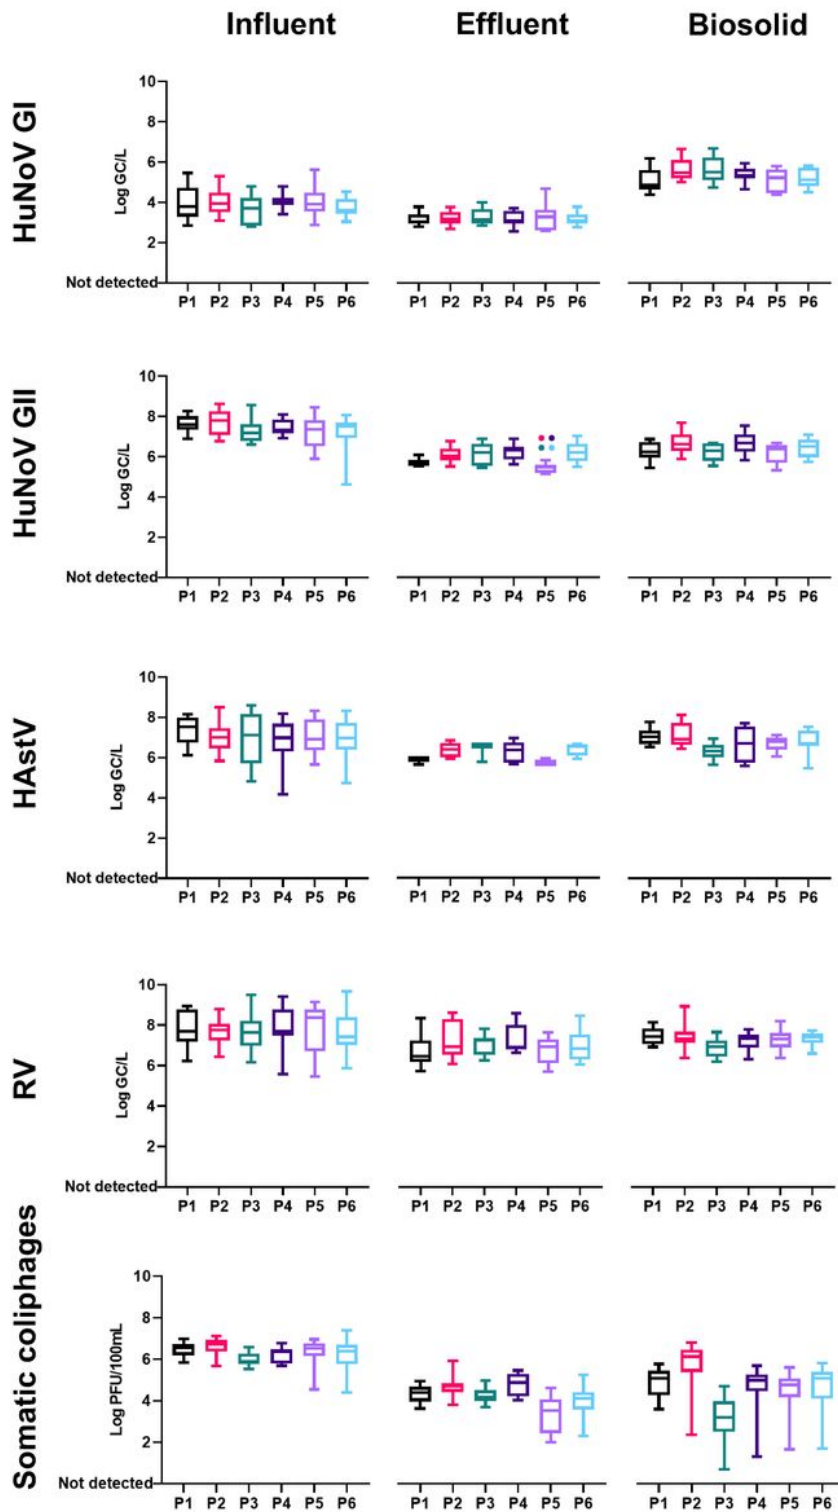 Influent Effluent Biosolid
HuNoV GI
Log GC/L
10
8
6
4
2
Not detected
P1 P2 P3 P4 P5 P6 P1 P2 P3 P4 P5 P6 P1 P2 P3 P4 P5 P6
HuNoV GII
Log GC/L
10
8
6
4
2
Not detected
P1 P2 P3 P4 P5 P6 P1 P2 P3 P4 P5 P6 P1 P2 P3 P4 P5 P6
HAstV
Log GC/L
10
8
6
4
2
Not detected
P1 P2 P3 P4 P5 P6 P1 P2 P3 P4 P5 P6 P1 P2 P3 P4 P5 P6
RV
Log GC/L
10
8
6
4
2
Not detected
P1 P2 P3 P4 P5 P6 P1 P2 P3 P4 P5 P6 P1 P2 P3 P4 P5 P6
Somatic coliphages
Log PFU/100mL
10
8
6
4
2
Not detected
P1 P2 P3 P4 P5 P6 P1 P2 P3 P4 P5 P6 P1 P2 P3 P4 P5 P6